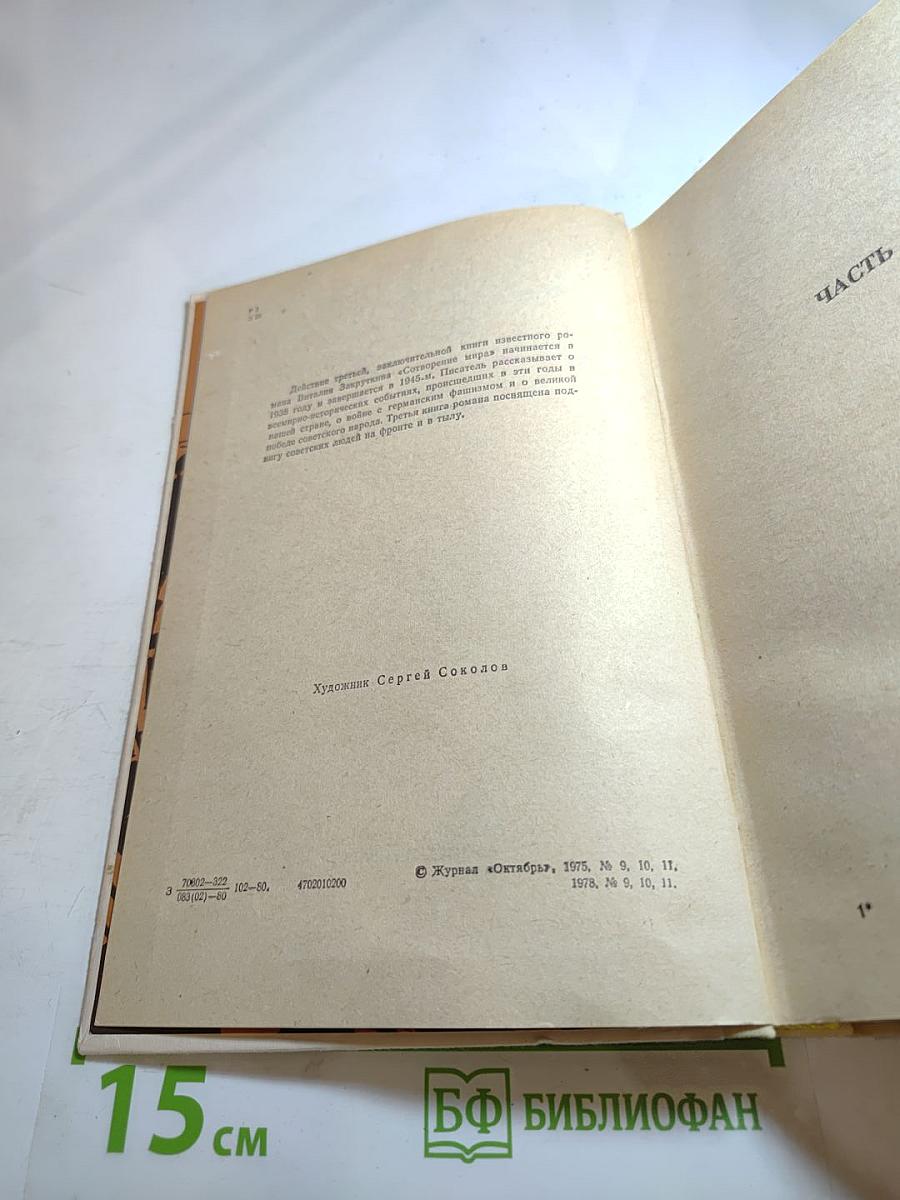 Р 2
Действие третьей, заключительной книги известного ро-
мана Виталия Закруткина «Сотворение мира» начинается в
1938 году и завершается в 1945-м. Писатель рассказывает о
всемирно-исторических событиях, происшедших в эти годы в
нашей стране, о войне с германским фашизмом и о великой
победе советского народа. Третья книга романа посвящена под-
вигу советских людей на фронте и в тылу.
Художник Сергей Соколов
З 70802—322 102—80. 4702010200
083(02)—80
© Журнал «Октябрь», 1975, № 9, 10, 11.
1978, № 9, 10, 11.
ЧАСТЬ
1*
15 см
БФ БИБЛИОФАН